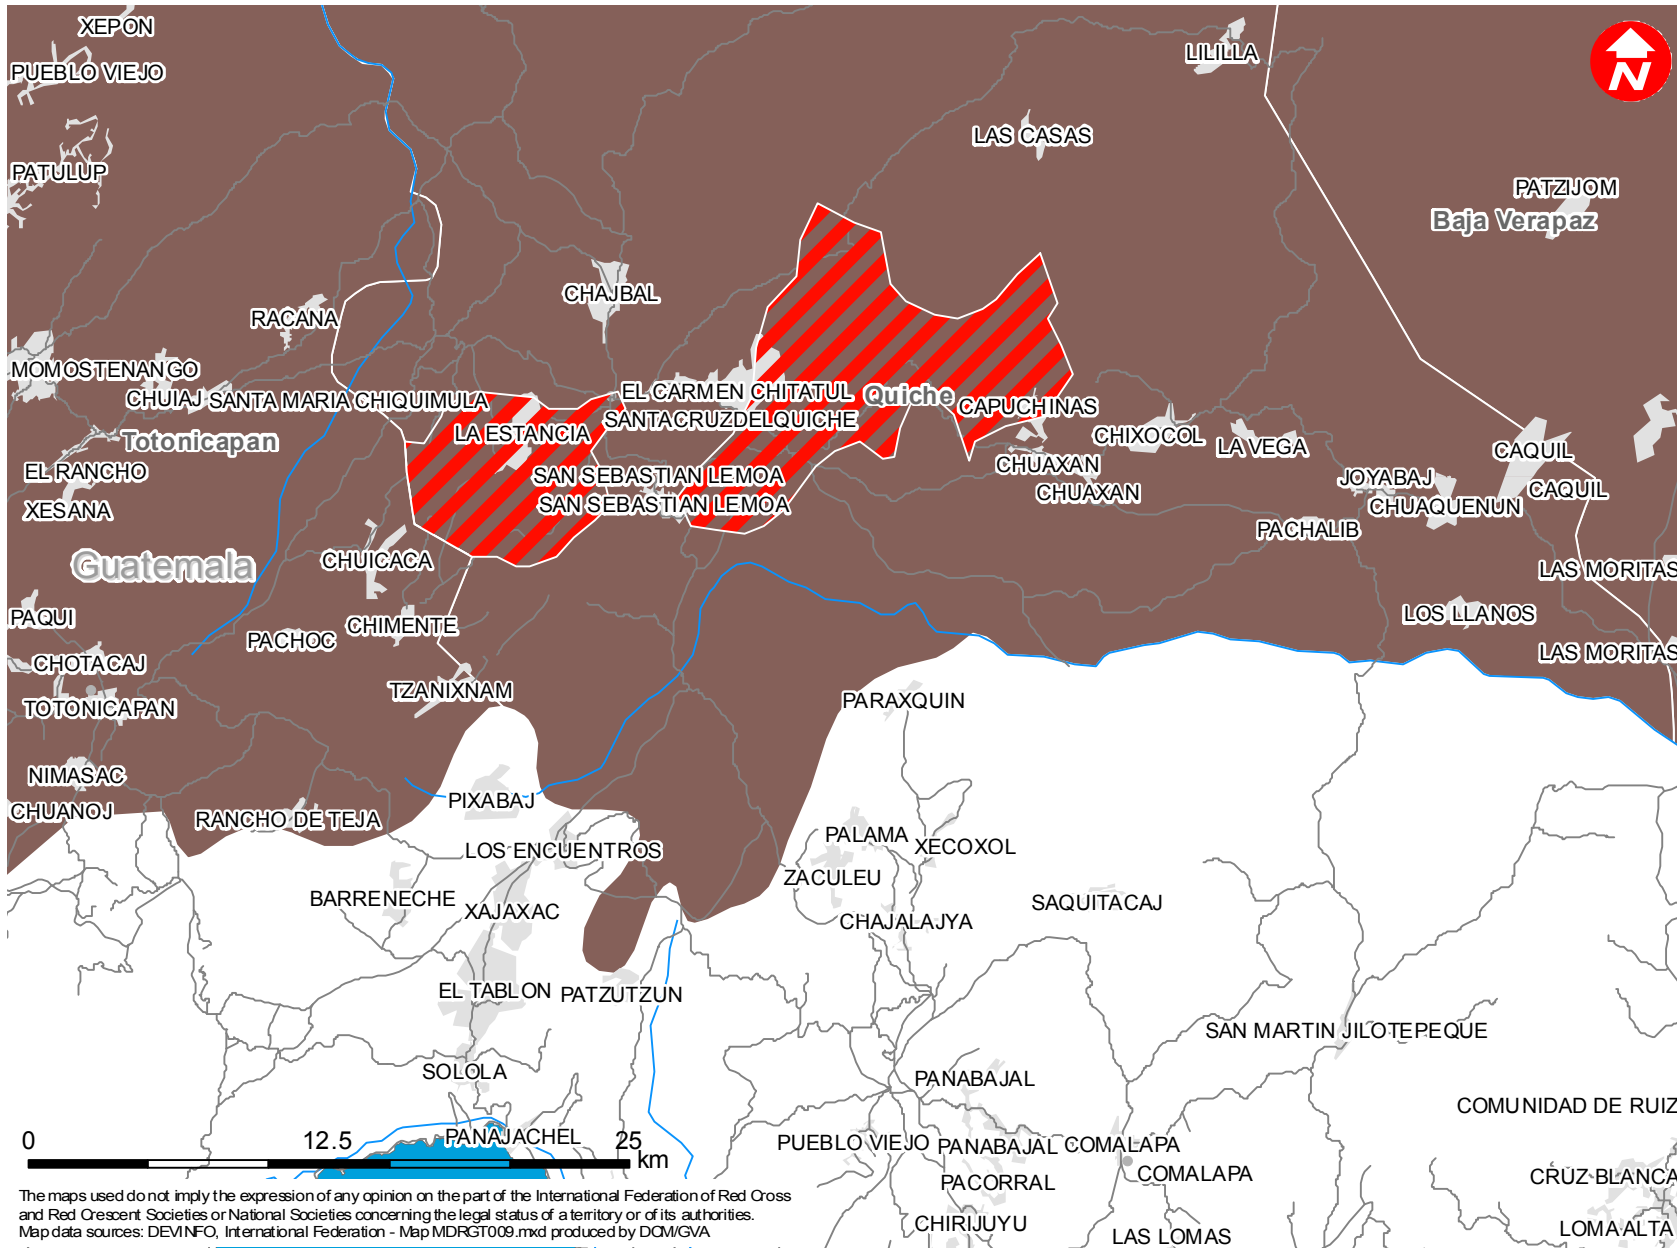 XEPON
LILILLA
N
PUEBLO VIEJO
LAS CASAS
PATULUP
PATZIJOM
Baja Verapaz
CHAJBAL
RACANA
MOMOSTENANGO
CHUIAJ
SANTA MARIA CHIQUIMULA
EL CARMEN CHITATUL
Quiche
CAPUCHINAS
SANTA CRUZ DEL QUICHE
LA ESTANCIA
CHIXOCOL
LA VEGA
Totonicapan
CAQUIL
EL RANCHO
SAN SEBASTIAN LEMOA
CHUAXAN
JOYABAJ
CAQUIL
CHUAXAN
XESANA
SAN SEBASTIAN LEMOA
CHUAQUENUN
PACHALIB
Guatemala
CHUICACA
LAS MORITAS
PAQUI
CHIMENTE
LOS LLANOS
PACHOC
CHOTACAJ
LAS MORITAS
TZANIXNAM
PARAXQUIN
TOTONICAPAN
NIMASAC
PIXABAJ
CHUANOJ
RANCHO DE TEJA
PALAMA
XECOXOL
LOS ENCUENTROS
ZACULEU
BARRENECHE
XAJAXAC
SAQUITACAJ
CHAJALAJYA
EL TABLON
PATZUTZUN
SAN MARTIN JILOTEPEQUE
SOLOLA
PANABAJAL
COMUNIDAD DE RUIZ
0 12.5 25
km
PANAJACHEL
PUEBLO VIEJO
PANABAJAL
COMALAPA
COMALAPA
CRUZ BLANCA
PACORRAL
CHIRIJUYU
LAS LOMAS
LOMA ALTA
The maps used do not imply the expression of any opinion on the part of the International Federation of Red Cross
and Red Crescent Societies or National Societies concerning the legal status of a territory or of its authorities.
Map data sources: DEVINFO, International Federation - Map MDRGT009.mxd produced by DCM/GVA